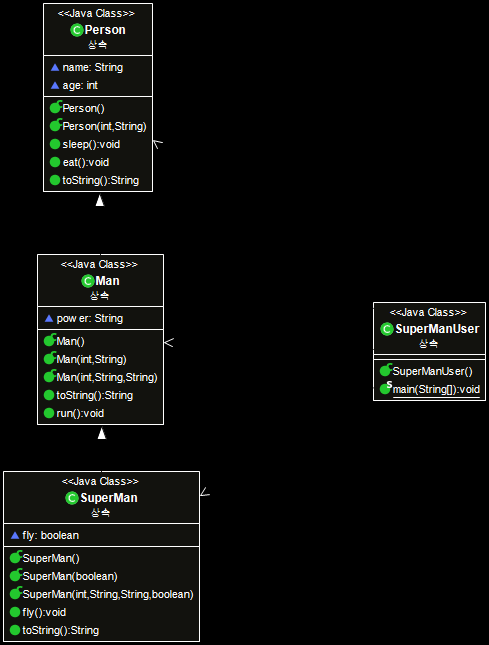 <<Java Class>>
Person
상속
name: String
age: int
Person()
Person(int,String)
sleep():void
eat():void
toString():String
<<Java Class>>
Man
상속
power: String
Man()
Man(int,String)
Man(int,String,String)
toString():String
run():void
<<Java Class>>
SuperManUser
상속
SuperManUser()
main(String[]):void
<<Java Class>>
SuperMan
상속
fly: boolean
SuperMan()
SuperMan(boolean)
SuperMan(int,String,String,boolean)
fly():void
toString():String